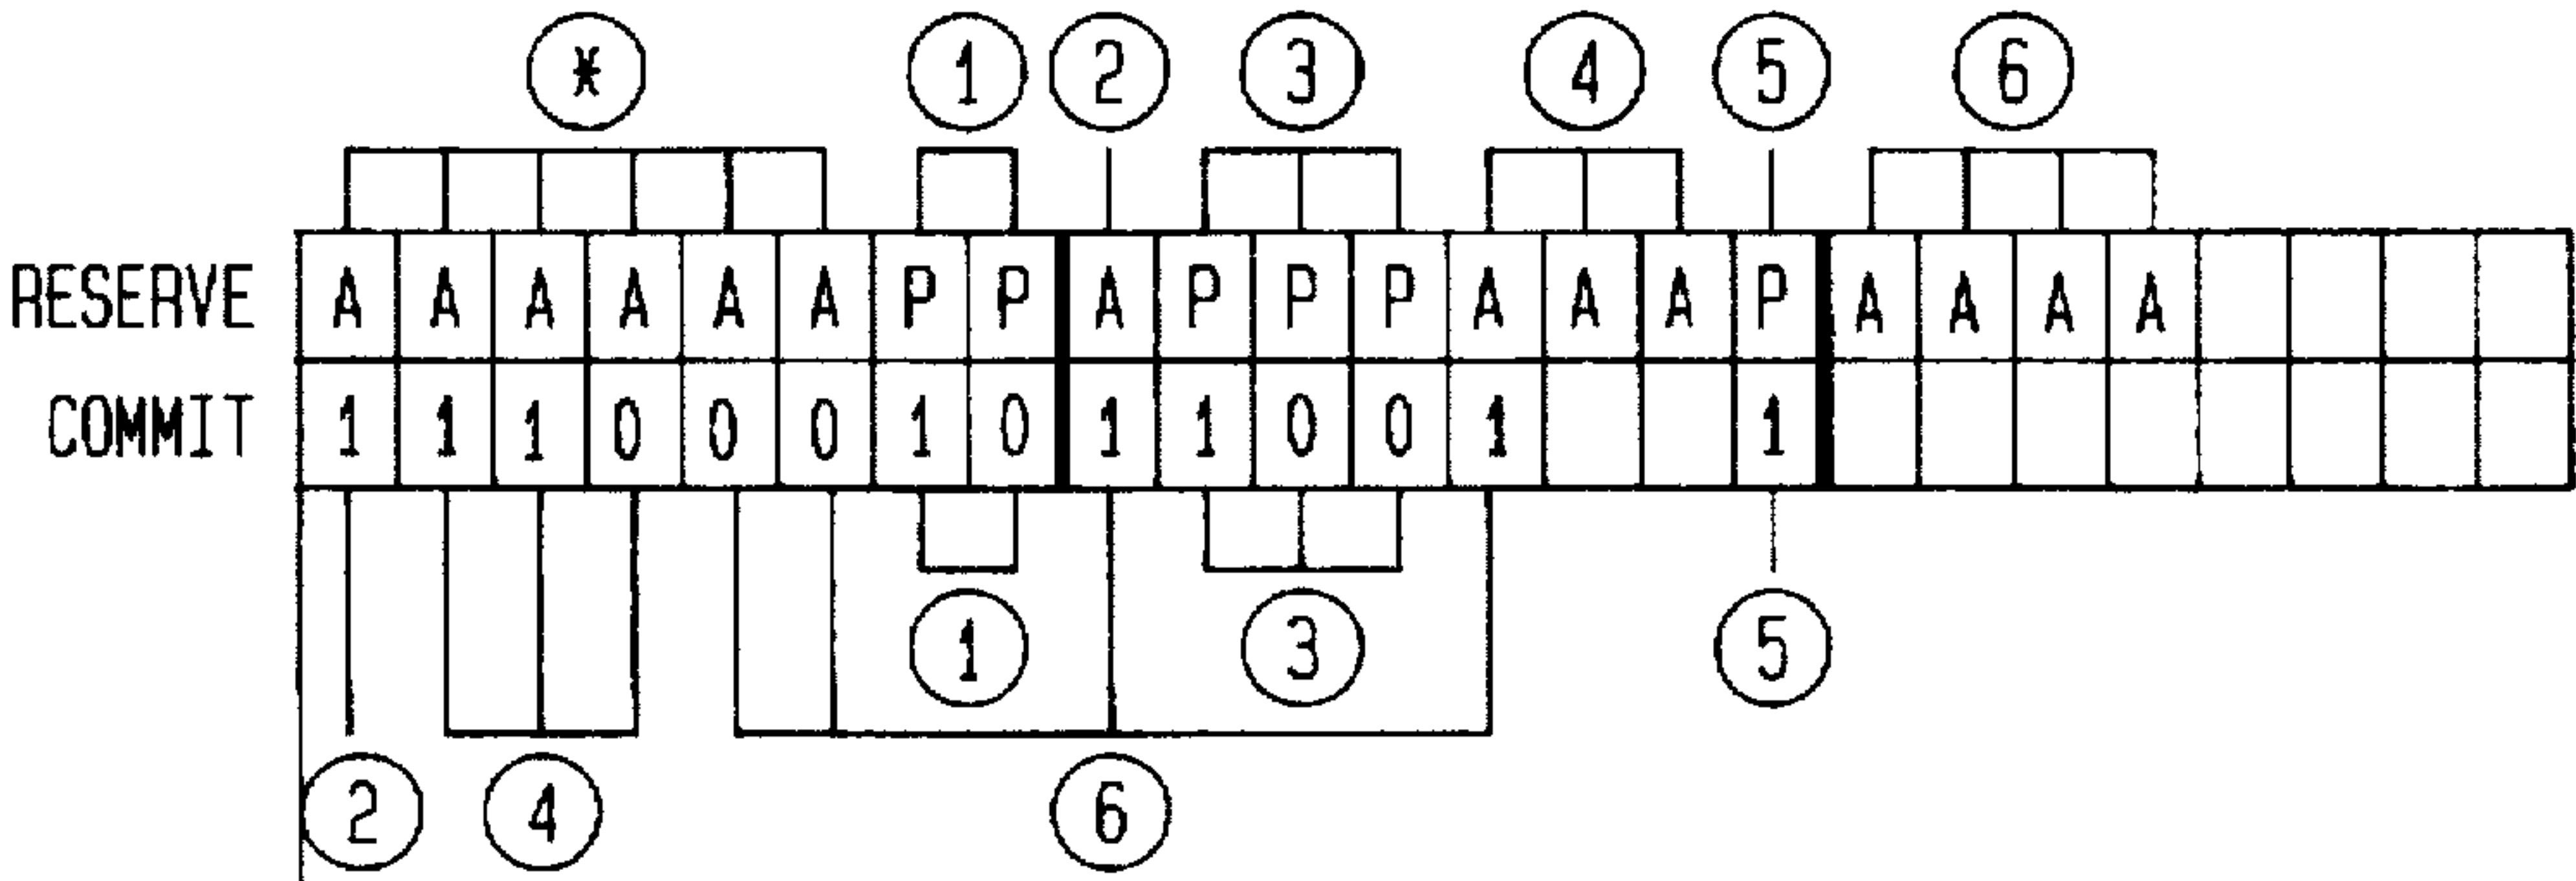 * 1 2 3 4 5 6
RESERVE A A A A A A P P A P P P A A A P A A A A
COMMIT 1 1 1 0 0 0 1 0 1 1 0 0 1 1
1 3 5
2 4 6